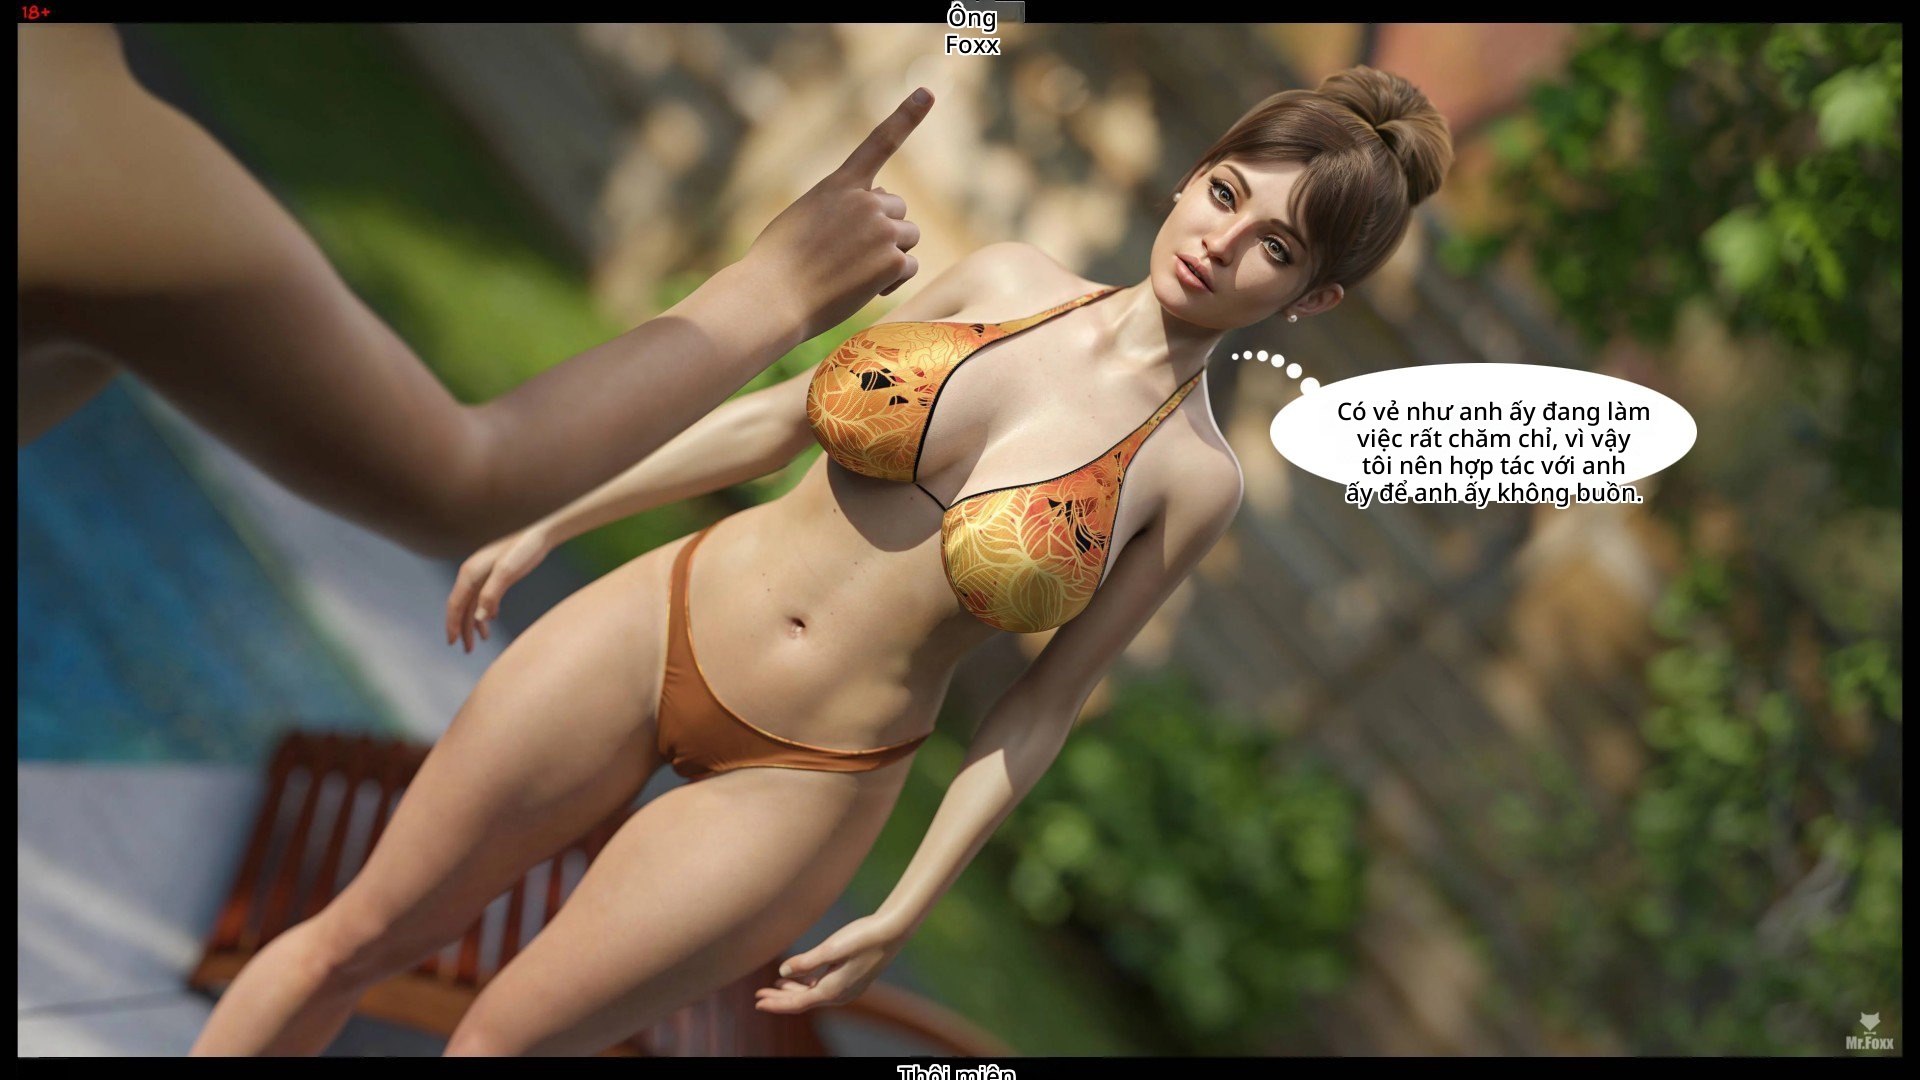 18+
Ông
Foxx
Có vẻ như anh ấy đang làm
việc rất chăm chỉ, vì vậy
tôi nên hợp tác với anh
ấy để anh ấy không buồn.
Mr.Foxx
Thôi miên